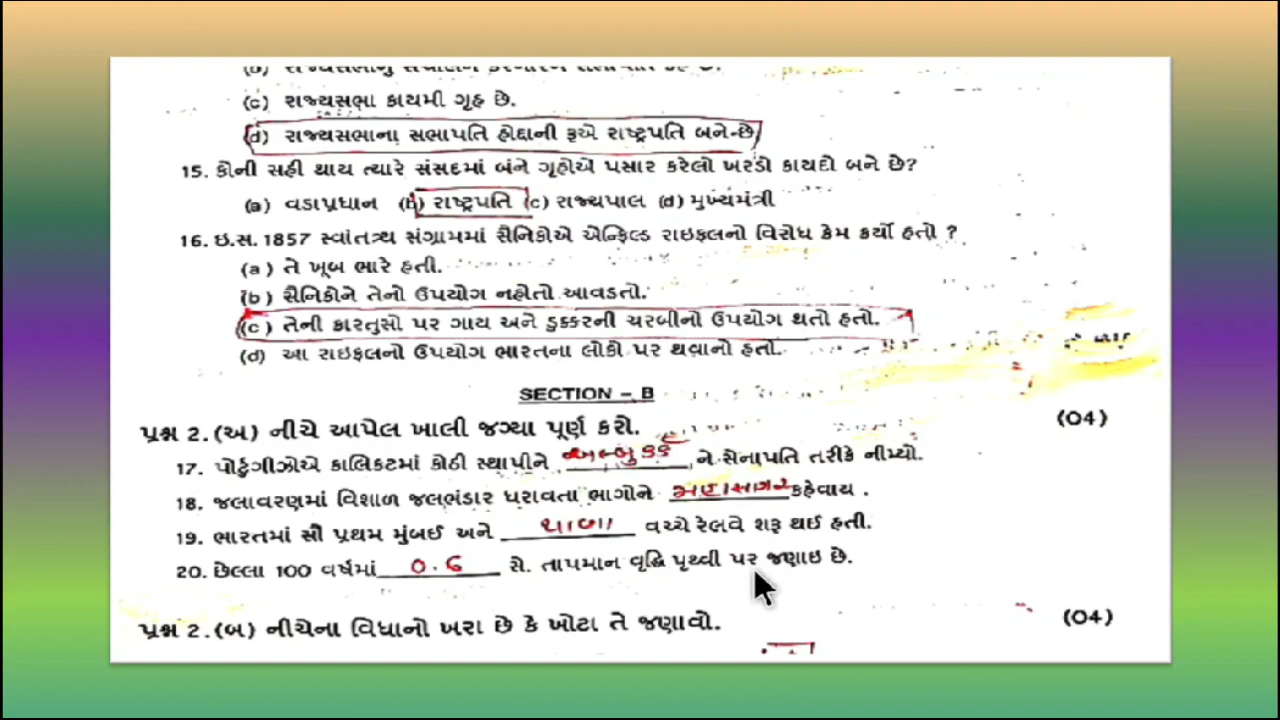 (c) રાજ્યસભા કાયમી ગૃહ છે.
(d) રાજ્યસભાના સભાપતિ હોદ્દાની રૂએ રાષ્ટ્રપતિ બને છે
15. કોની સહી થાય ત્યારે સંસદમાં બંને ગૃહોએ પસાર કરેલો ખરડો કાયદો બને છે?
(a) વડાપ્રધાન (b) રાષ્ટ્રપતિ (c) રાજ્યપાલ (d) મુખ્યમંત્રી
16. ઇ.સ. 1857 સ્વાંતત્ર્ય સંગ્રામમાં સૈનિકોએ એન્ફિલ્ડ રાઇફલનો વિરોધ કેમ કર્યો હતો ?
(a) તે ખૂબ ભારે હતી.
(b) સૈનિકોને તેનો ઉપયોગ નહોતો આવડતો.
(c) તેની કારતુસો પર ગાય અને ડુક્કરની ચરબીનો ઉપયોગ થતો હતો.
(d) આ રાઇફલનો ઉપયોગ ભારતના લોકો પર થવાનો હતો.
SECTION – B
પ્રશ્ન 2. (અ) નીચે આપેલ ખાલી જગ્યા પૂર્ણ કરો. (04)
17. પોર્ટુગીઝોએ કાલિકટમાં કોઠી સ્થાપીને અલ્બુકર્ક ને સેનાપતિ તરીકે નીમ્યો.
18. જલાવરણમાં વિશાળ જલભંડાર ધરાવતા ભાગોને મહાસાગર કહેવાય .
19. ભારતમાં સૌ પ્રથમ મુંબઈ અને થાણા વચ્ચે રેલવે શરૂ થઈ હતી.
20. છેલ્લા 100 વર્ષમાં 0.6 સે. તાપમાન વૃદ્ધિ પૃથ્વી પર જણાઇ છે.
પ્રશ્ન 2. (બ) નીચેના વિધાનો ખરા છે કે ખોટા તે જણાવો. (04)